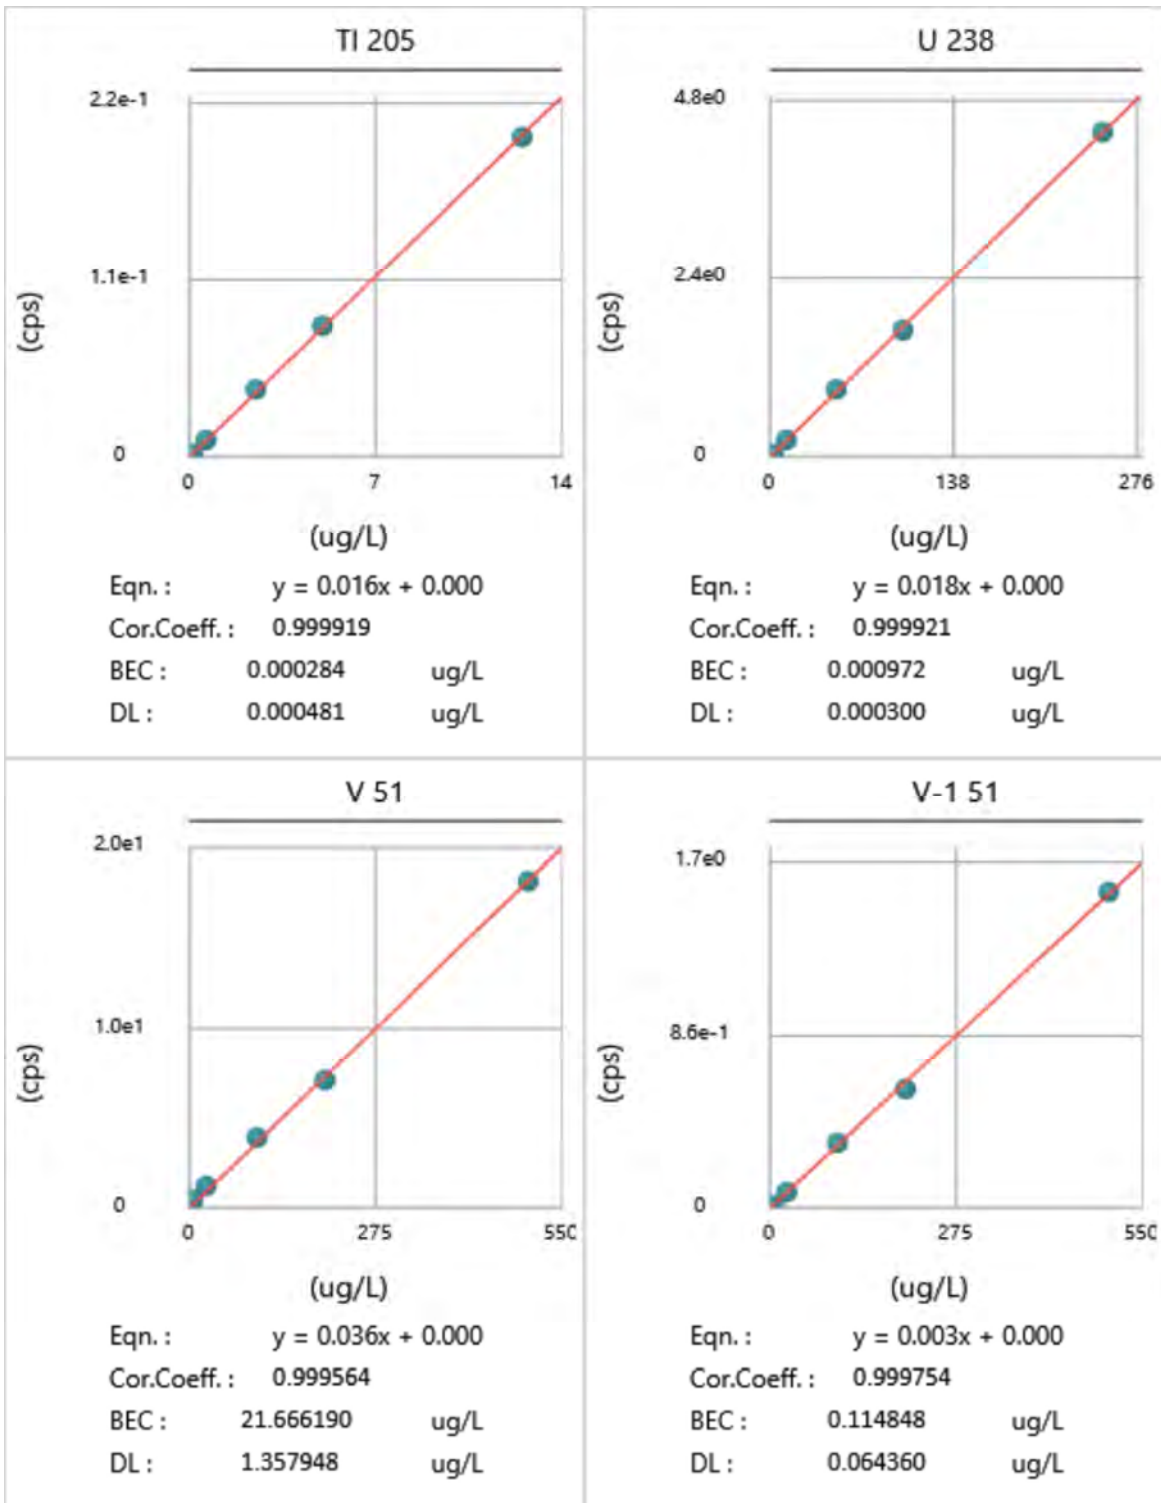 Tl 205
2.2e-1
1.1e-1
0
(cps)
0 7 14
(ug/L)
Eqn. : y = 0.016x + 0.000
Cor.Coeff. : 0.999919
BEC : 0.000284 ug/L
DL : 0.000481 ug/L
U 238
4.8e0
2.4e0
0
(cps)
0 138 276
(ug/L)
Eqn. : y = 0.018x + 0.000
Cor.Coeff. : 0.999921
BEC : 0.000972 ug/L
DL : 0.000300 ug/L
V 51
2.0e1
1.0e1
0
(cps)
0 275 550
(ug/L)
Eqn. : y = 0.036x + 0.000
Cor.Coeff. : 0.999564
BEC : 21.666190 ug/L
DL : 1.357948 ug/L
V-1 51
1.7e0
8.6e-1
0
(cps)
0 275 550
(ug/L)
Eqn. : y = 0.003x + 0.000
Cor.Coeff. : 0.999754
BEC : 0.114848 ug/L
DL : 0.064360 ug/L